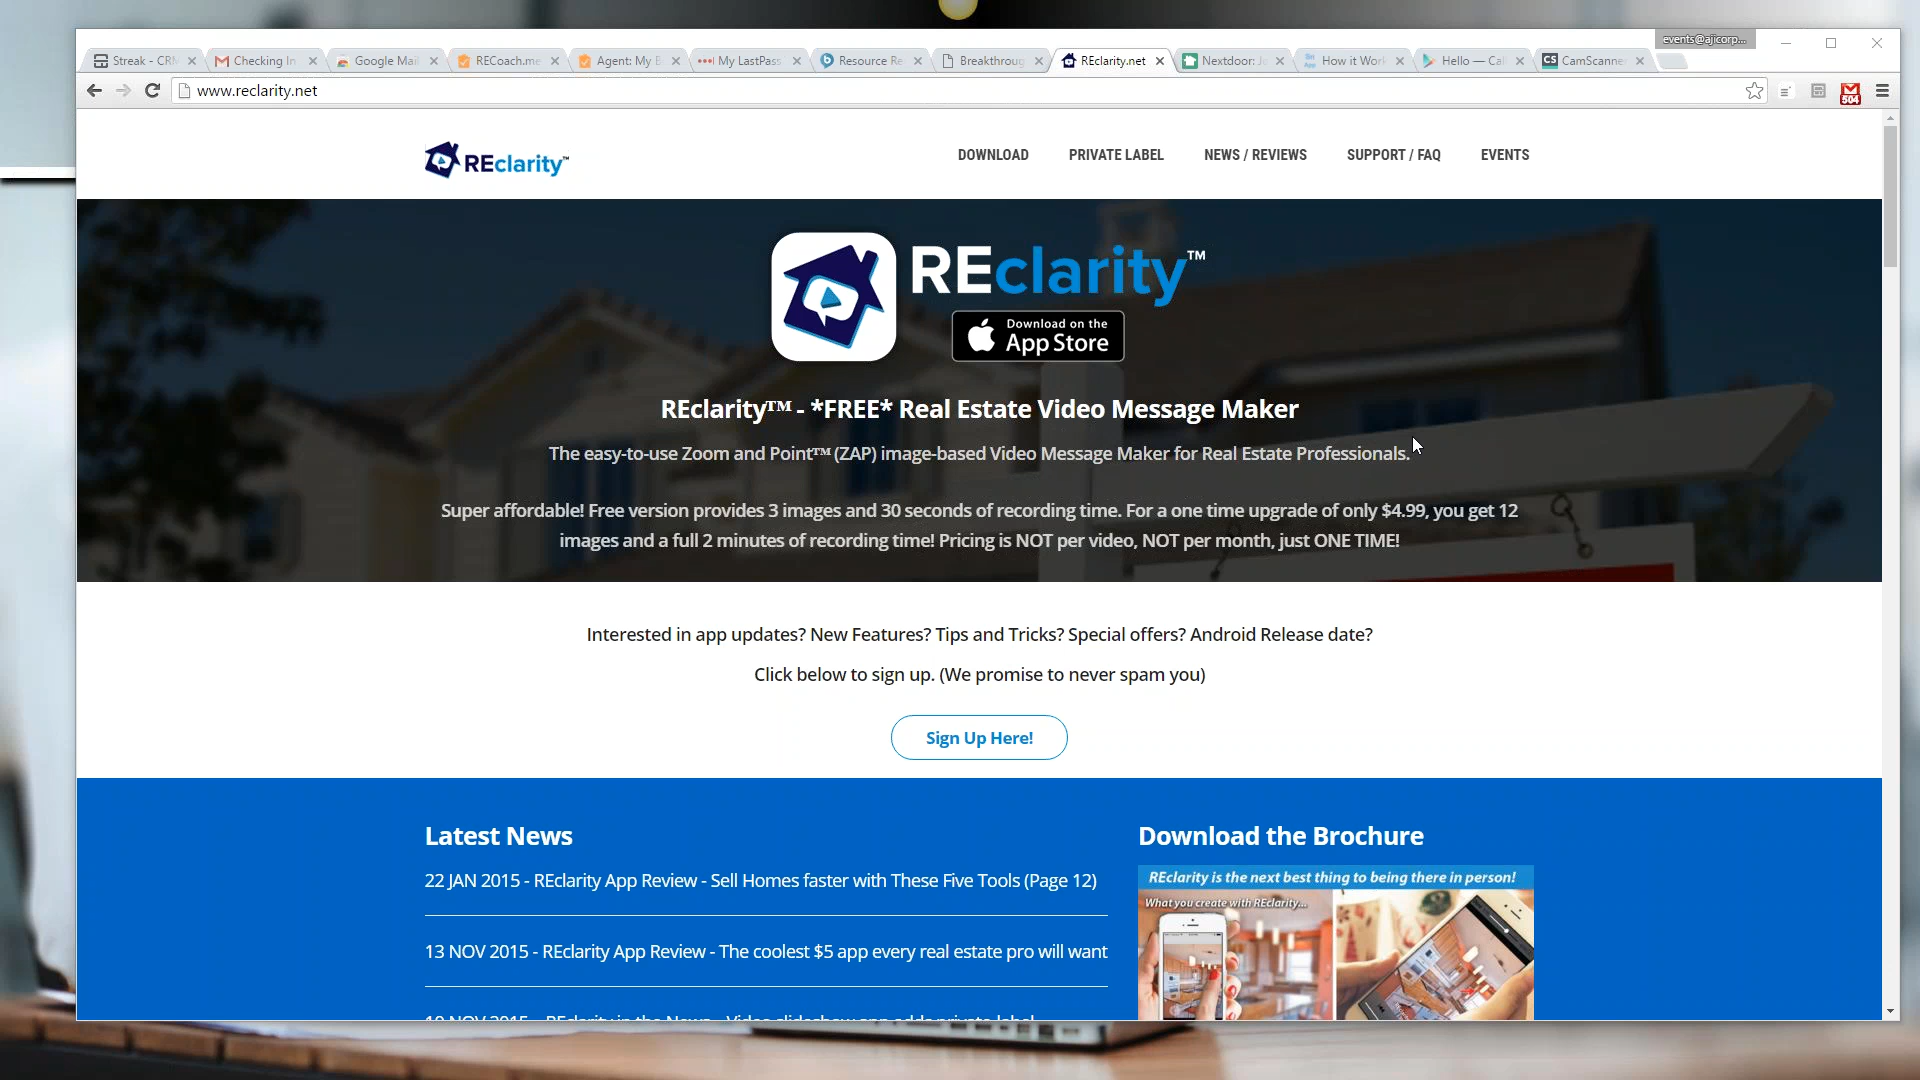 events@ajicorp...
Streak - CRM
Checking In
Google Mai
RECoach.me
Agent: My B
My LastPass
Resource Re
Breakthroug
REclarity.net
Nextdoor: Jo
How it Work
Hello — Call
CS CamScanne
www.reclarity.net
504
REclarity™
DOWNLOAD
PRIVATE LABEL
NEWS / REVIEWS
SUPPORT / FAQ
EVENTS
REclarity™
Download on the
App Store
REclarity™ - *FREE* Real Estate Video Message Maker
The easy-to-use Zoom and Point™ (ZAP) image-based Video Message Maker for Real Estate Professionals.
Super affordable! Free version provides 3 images and 30 seconds of recording time. For a one time upgrade of only $4.99, you get 12
images and a full 2 minutes of recording time! Pricing is NOT per video, NOT per month, just ONE TIME!
Interested in app updates? New Features? Tips and Tricks? Special offers? Android Release date?
Click below to sign up. (We promise to never spam you)
Sign Up Here!
Latest News
22 JAN 2015 - REclarity App Review - Sell Homes faster with These Five Tools (Page 12)
13 NOV 2015 - REclarity App Review - The coolest $5 app every real estate pro will want
Download the Brochure
REclarity is the next best thing to being there in person!
What you create with REclarity...